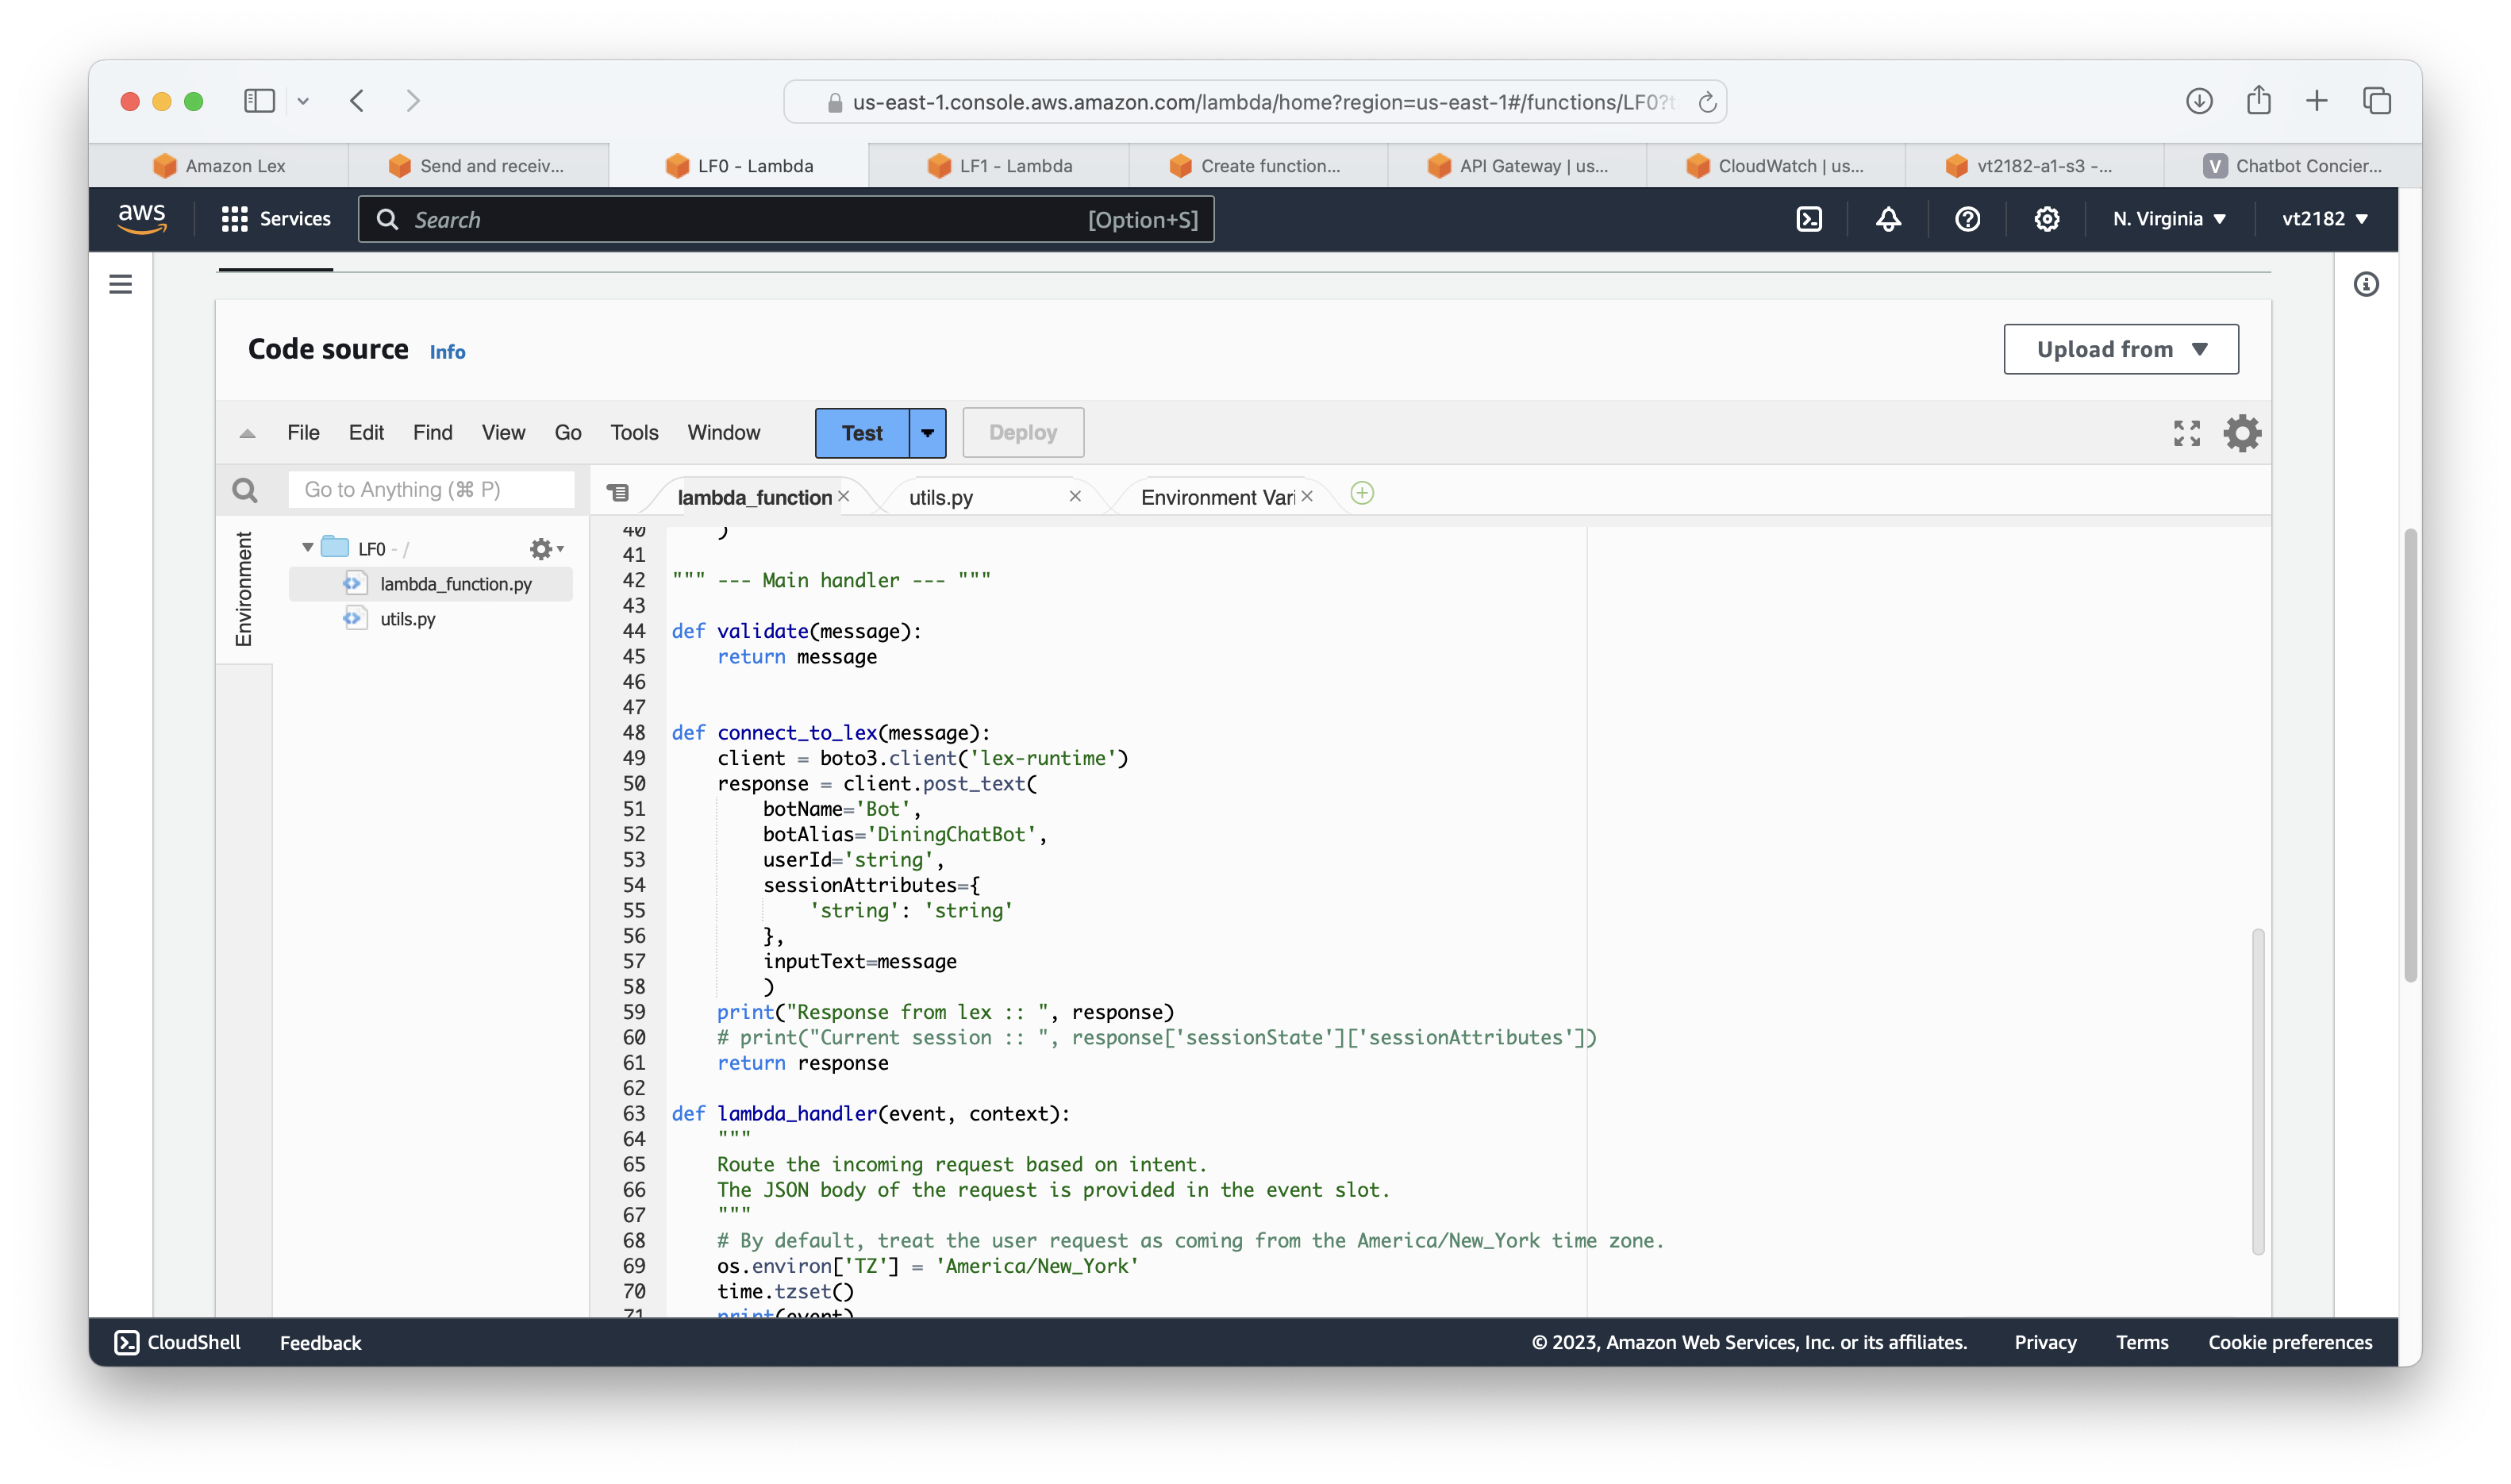 us-east-1.console.aws.amazon.com/lambda/home?region=us-east-1#/functions/LF0?t
Amazon Lex
Send and receiv...
LF0 - Lambda
LF1 - Lambda
Create function...
API Gateway | us...
CloudWatch | us...
vt2182-a1-s3 -...
V
Chatbot Concier...
aws
Services
Search
[Option+S]
N. Virginia
vt2182
Code source
Info
Upload from
File Edit Find View Go Tools Window
Test
Deploy
Go to Anything (⌘ P)
lambda_function
utils.py
Environment Vari
Environment
LF0 - /
lambda_function.py
utils.py
40     )
41
42 """ --- Main handler --- """
43
44 def validate(message):
45     return message
46
47
48 def connect_to_lex(message):
49     client = boto3.client('lex-runtime')
50     response = client.post_text(
51         botName='Bot',
52         botAlias='DiningChatBot',
53         userId='string',
54         sessionAttributes={
55             'string': 'string'
56         },
57         inputText=message
58         )
59     print("Response from lex :: ", response)
60     # print("Current session :: ", response['sessionState']['sessionAttributes'])
61     return response
62
63 def lambda_handler(event, context):
64     """
65     Route the incoming request based on intent.
66     The JSON body of the request is provided in the event slot.
67     """
68     # By default, treat the user request as coming from the America/New_York time zone.
69     os.environ['TZ'] = 'America/New_York'
70     time.tzset()
71     print(event)
CloudShell
Feedback
© 2023, Amazon Web Services, Inc. or its affiliates.
Privacy
Terms
Cookie preferences